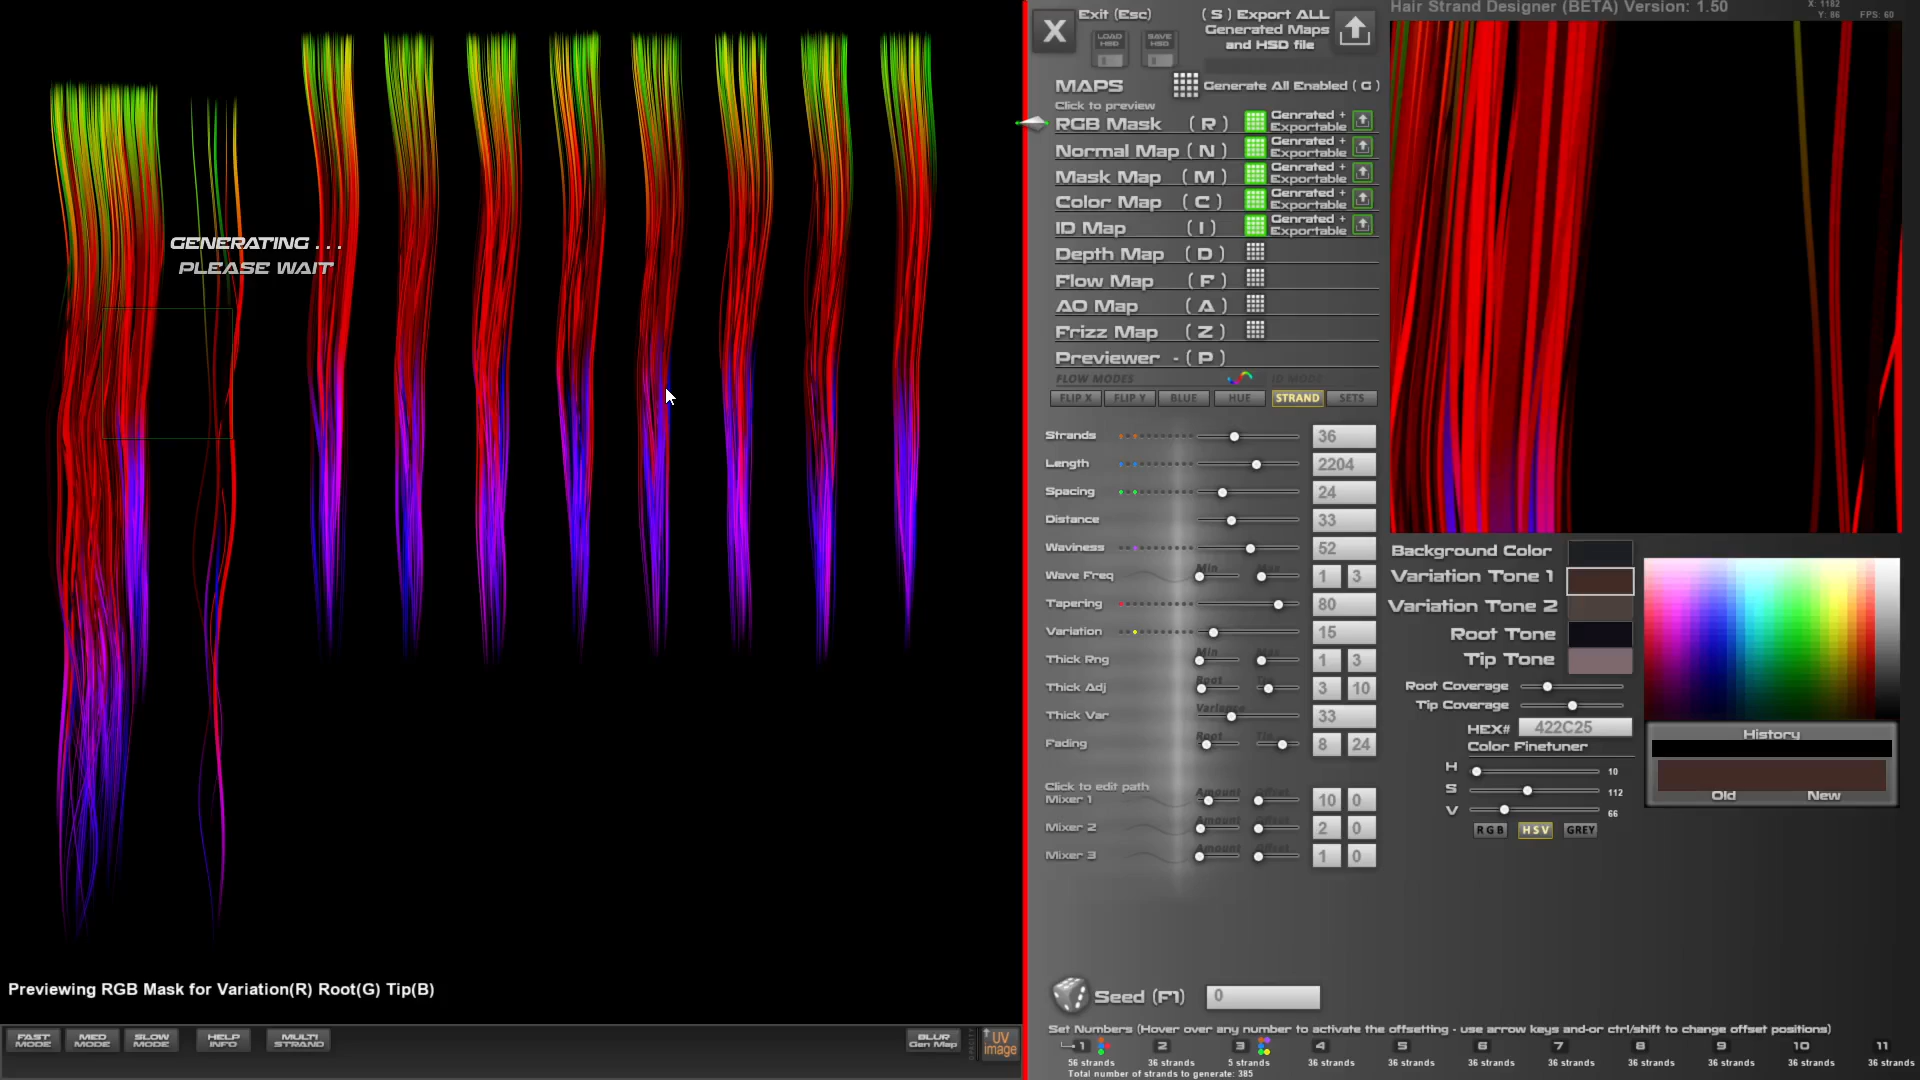 GENERATING . . .
PLEASE WAIT
Previewing RGB Mask for Variation(R) Root(G) Tip(B)
FAST MODE
MED MODE
SLOW MODE
HELP INFO
MULTI STRAND
BLUR Gen Map
UV image
X
Exit (Esc)
LOAD HSD
SAVE HSD
( S ) Export ALL
Generated Maps
and HSD file
MAPS
Generate All Enabled ( G )
Click to preview
RGB Mask ( R ) Genrated + Exportable
Normal Map ( N ) Genrated + Exportable
Mask Map ( M ) Genrated + Exportable
Color Map ( C ) Genrated + Exportable
ID Map ( I ) Genrated + Exportable
Depth Map ( D )
Flow Map ( F )
AO Map ( A )
Frizz Map ( Z )
Previewer - ( P )
FLOW MODES ID MODE
FLIP X FLIP Y BLUE HUE STRAND SETS
Strands 36
Length 2204
Spacing 24
Distance 33
Waviness 52
Wave Freq Min Max 1 3
Tapering 80
Variation 15
Thick Rng Min Max 1 3
Thick Adj Root Tip 3 10
Thick Var Variance 33
Fading Root Tip 8 24
Click to edit path
Mixer 1 Amount Offset 10 0
Mixer 2 Amount Offset 2 0
Mixer 3 Amount Offset 1 0
Seed (F1) 0
Set Numbers (Hover over any number to activate the offsetting - use arrow keys and-or ctrl/shift to change offset positions)
1 2 3 4 5 6 7 8 9 10 11
56 strands 36 strands 5 strands 36 strands 36 strands 36 strands 36 strands 36 strands 36 strands 36 strands 36 strands
Total number of strands to generate: 385
Hair Strand Designer (BETA) Version: 1.50
X: 1182
Y: 86
FPS: 60
Background Color
Variation Tone 1
Variation Tone 2
Root Tone
Tip Tone
Root Coverage
Tip Coverage
HEX# 422C25
Color Finetuner
H 10
S 112
V 66
RGB HSV GREY
History
Old New